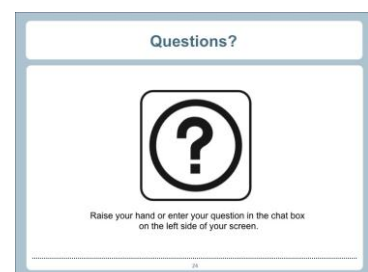 Questions?
?
Raise your hand or enter your question in the chat box
on the left side of your screen.